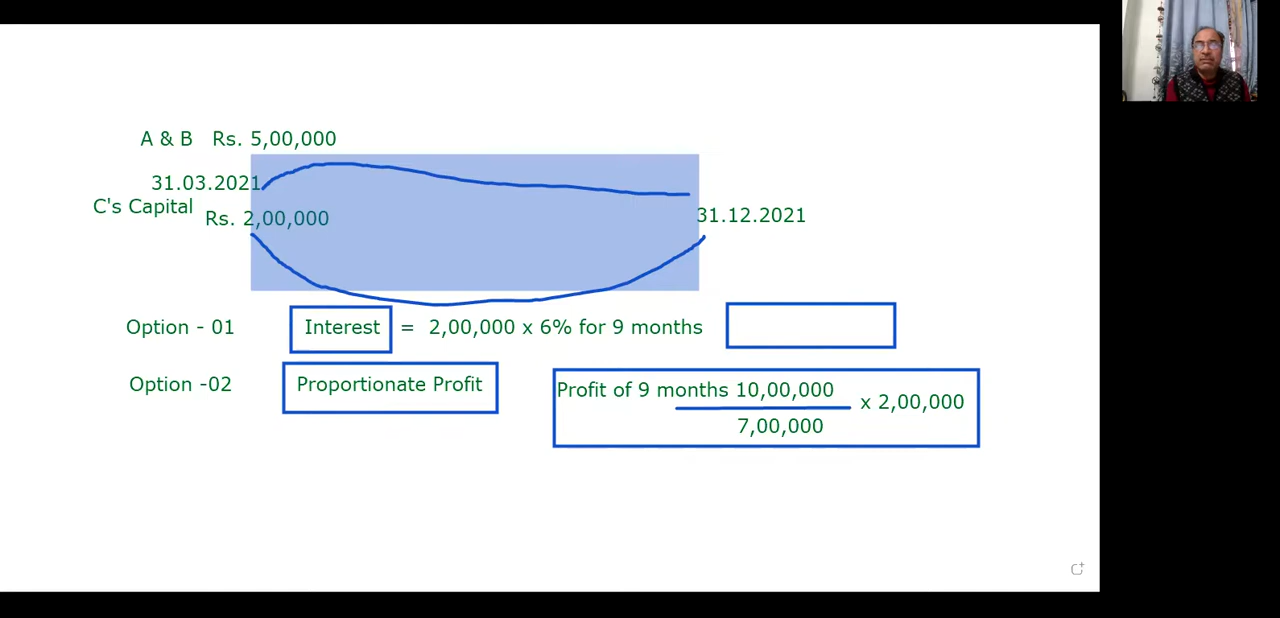 A & B Rs. 5,00,000
31.03.2021
C's Capital Rs. 2,00,000
31.12.2021
Option - 01 Interest = 2,00,000 x 6% for 9 months
Option -02 Proportionate Profit
Profit of 9 months 10,00,000 x 2,00,000
7,00,000